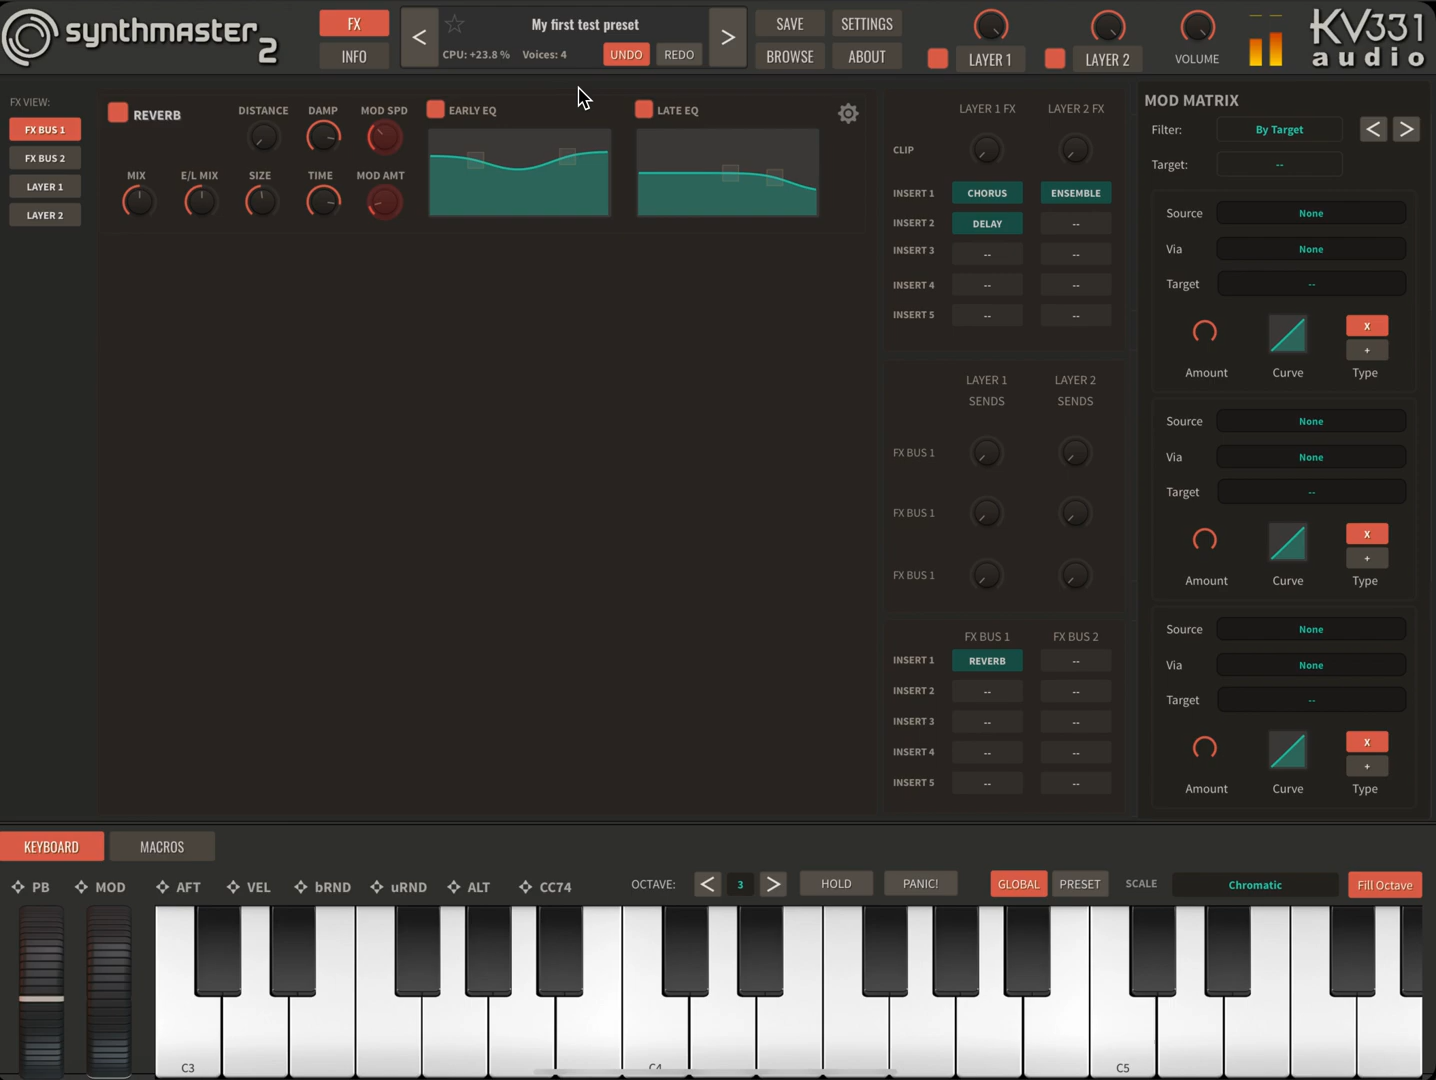 synthmaster 2
FX
INFO
<
My first test preset
CPU: +23.8 %
Voices: 4
UNDO
REDO
>
SAVE
SETTINGS
BROWSE
ABOUT
LAYER 1
LAYER 2
VOLUME
KV331
audio
FX VIEW:
FX BUS 1
FX BUS 2
LAYER 1
LAYER 2
REVERB
DISTANCE
DAMP
MOD SPD
MIX
E/L MIX
SIZE
TIME
MOD AMT
EARLY EQ
LATE EQ
LAYER 1 FX
LAYER 2 FX
CLIP
INSERT 1
CHORUS
ENSEMBLE
INSERT 2
DELAY
--
INSERT 3
--
--
INSERT 4
--
--
INSERT 5
--
--
LAYER 1
SENDS
LAYER 2
SENDS
FX BUS 1
FX BUS 1
FX BUS 1
FX BUS 1
FX BUS 2
INSERT 1
REVERB
--
INSERT 2
--
--
INSERT 3
--
--
INSERT 4
--
--
INSERT 5
--
--
MOD MATRIX
Filter:
By Target
<
>
Target:
--
Source
None
Via
None
Target
--
X
+
Amount
Curve
Type
Source
None
Via
None
Target
--
X
+
Amount
Curve
Type
Source
None
Via
None
Target
--
X
+
Amount
Curve
Type
KEYBOARD
MACROS
PB
MOD
AFT
VEL
bRND
uRND
ALT
CC74
OCTAVE:
<
3
>
HOLD
PANIC!
GLOBAL
PRESET
SCALE
Chromatic
Fill Octave
C3
C4
C5